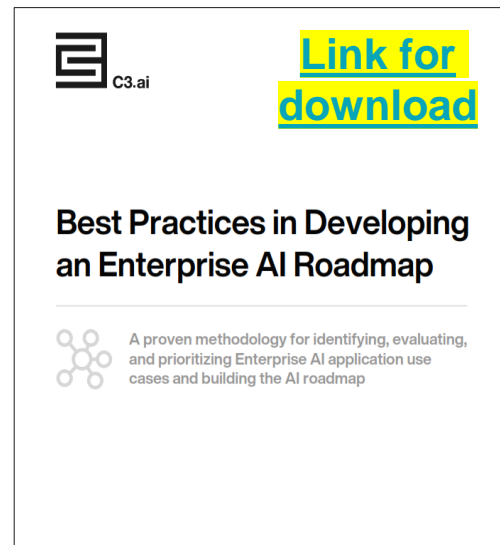 C3.ai
Link for
download
Best Practices in Developing
an Enterprise AI Roadmap
A proven methodology for identifying, evaluating,
and prioritizing Enterprise AI application use
cases and building the AI roadmap